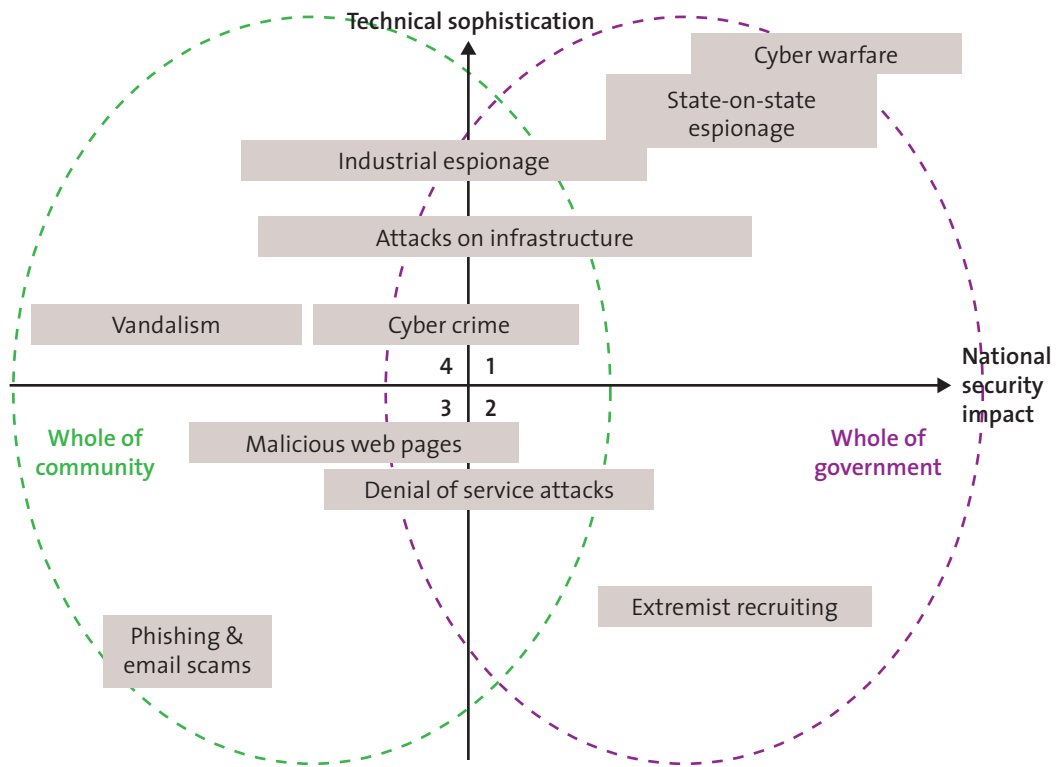 Technical sophistication
Cyber warfare
State-on-state
espionage
Industrial espionage
Attacks on infrastructure
Vandalism
Cyber crime
4 1
National
security
impact
3 2
Whole of
community
Malicious web pages
Whole of
government
Denial of service attacks
Extremist recruiting
Phishing &
email scams